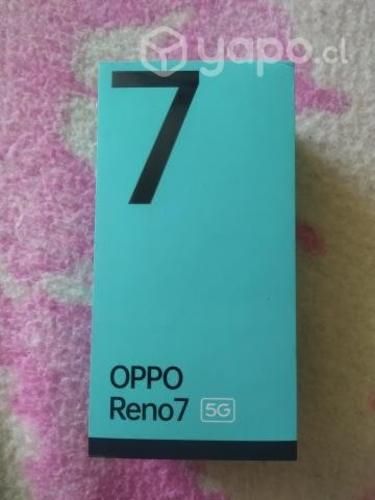 yapo.cl
7
OPPO
Reno7 5G